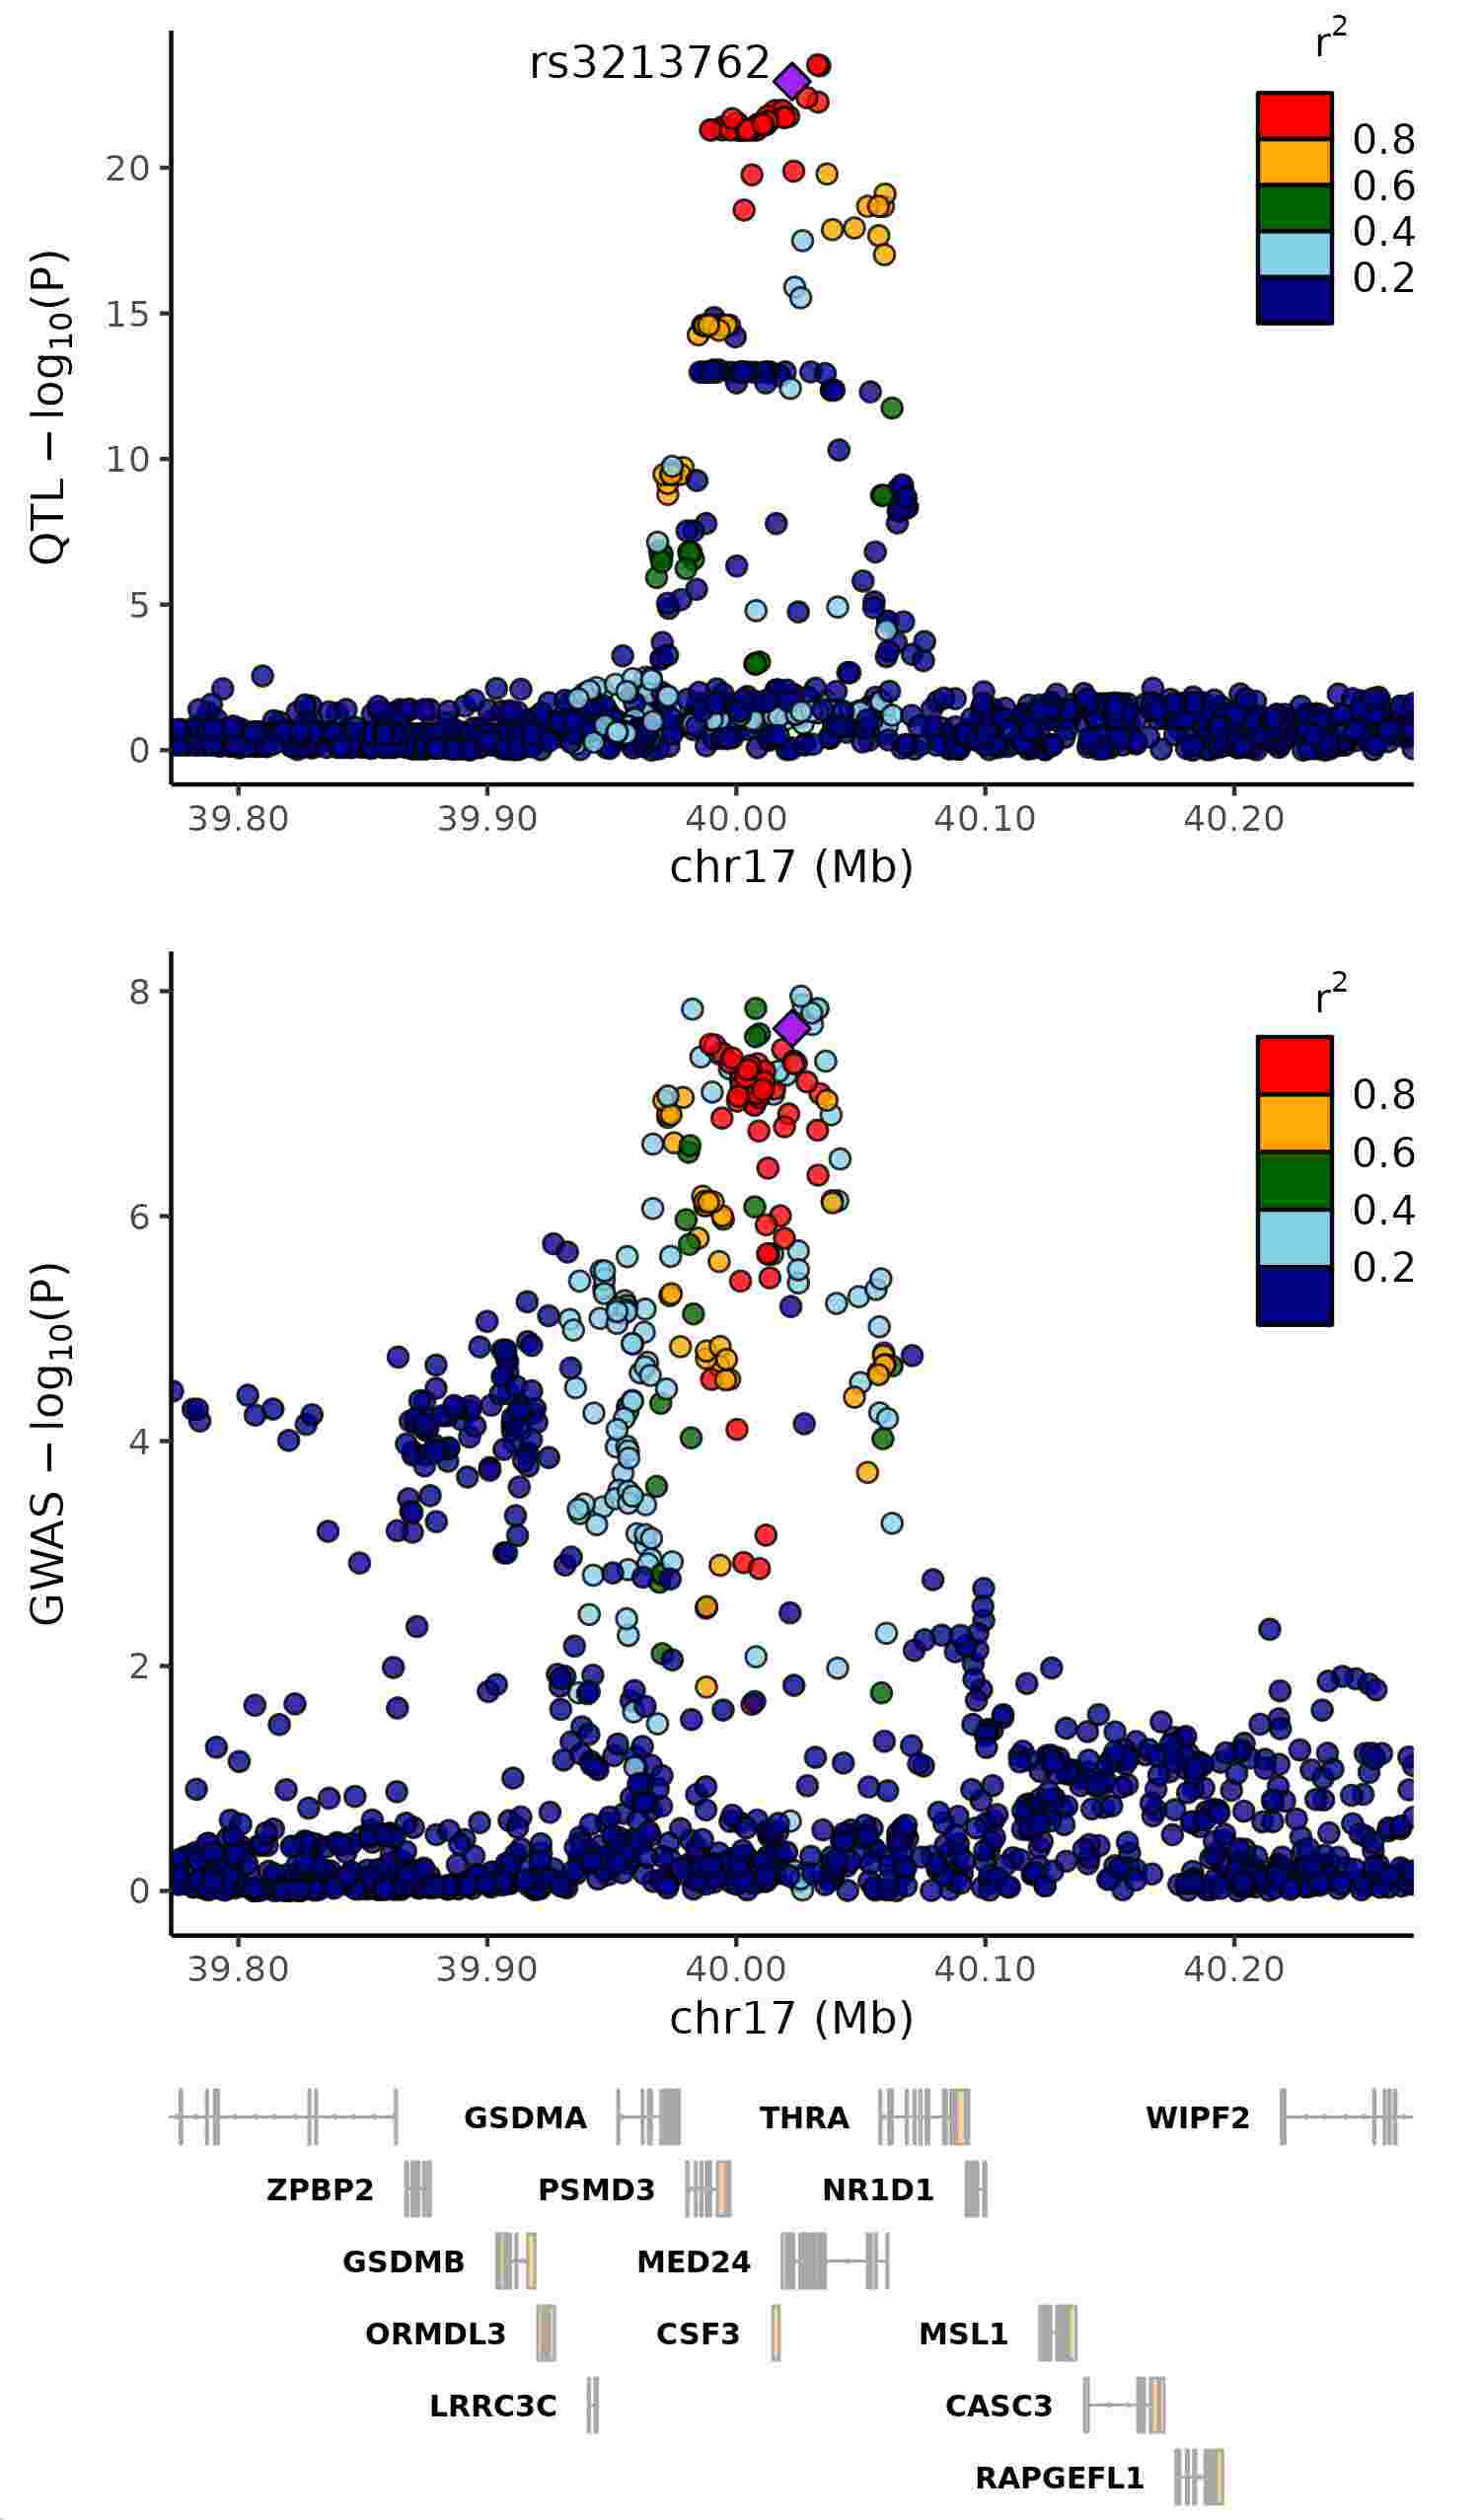 rs3213762
r²
0.8
0.6
0.4
0.2
QTL − log₁₀(P)
20
15
10
5
0
39.80 39.90 40.00 40.10 40.20
chr17 (Mb)
r²
0.8
0.6
0.4
0.2
GWAS − log₁₀(P)
8
6
4
2
0
39.80 39.90 40.00 40.10 40.20
chr17 (Mb)
GSDMA THRA WIPF2
ZPBP2 PSMD3 NR1D1
GSDMB MED24
ORMDL3 CSF3 MSL1
LRRC3C CASC3
RAPGEFL1